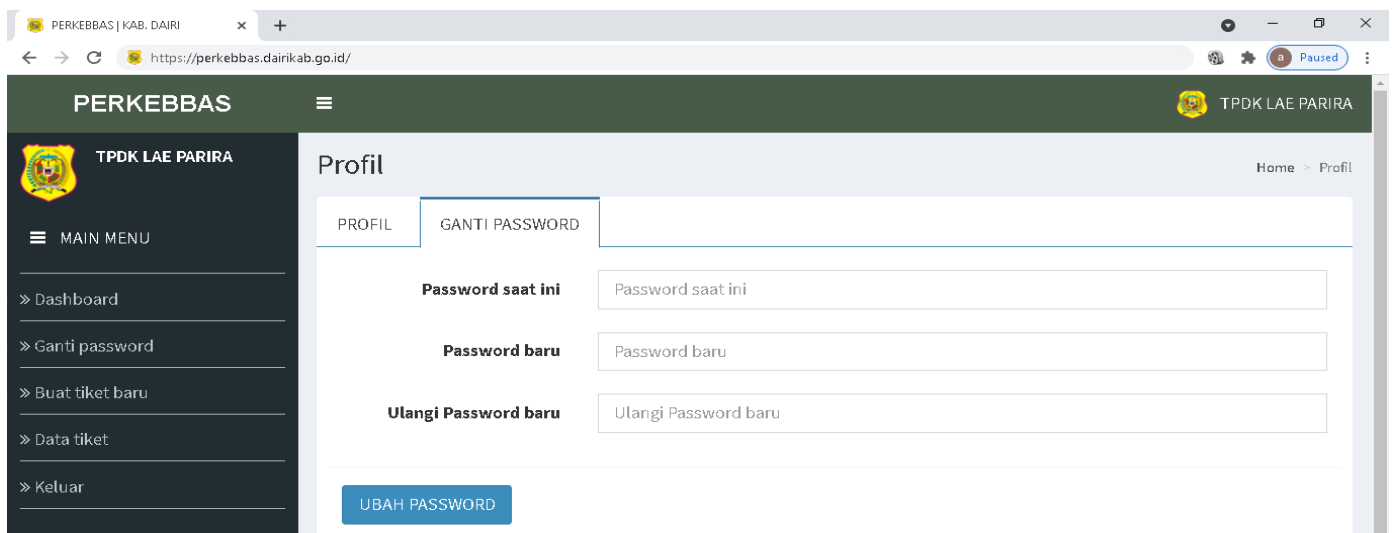 PERKEBBAS | KAB. DAIRI
https://perkebbas.dairikab.go.id/
a Paused
PERKEBBAS
TPDK LAE PARIRA
TPDK LAE PARIRA
MAIN MENU
» Dashboard
» Ganti password
» Buat tiket baru
» Data tiket
» Keluar
Profil
Home > Profil
PROFIL GANTI PASSWORD
Password saat ini Password saat ini
Password baru Password baru
Ulangi Password baru Ulangi Password baru
UBAH PASSWORD